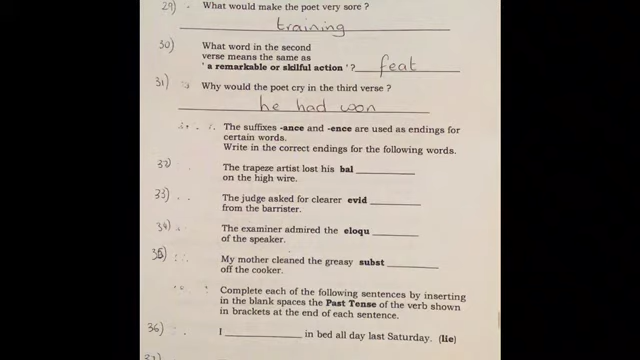 29) What would make the poet very sore ?
training
30) What word in the second
verse means the same as
' a remarkable or skilful action ' ? feat
31) Why would the poet cry in the third verse ?
he had won
The suffixes -ance and -ence are used as endings for
certain words.
Write in the correct endings for the following words.
32) The trapeze artist lost his bal __________
on the high wire.
33) The judge asked for clearer evid __________
from the barrister.
34) The examiner admired the eloqu __________
of the speaker.
35) My mother cleaned the greasy subst __________
off the cooker.
Complete each of the following sentences by inserting
in the blank spaces the Past Tense of the verb shown
in brackets at the end of each sentence.
36) I ______________ in bed all day last Saturday. (lie)